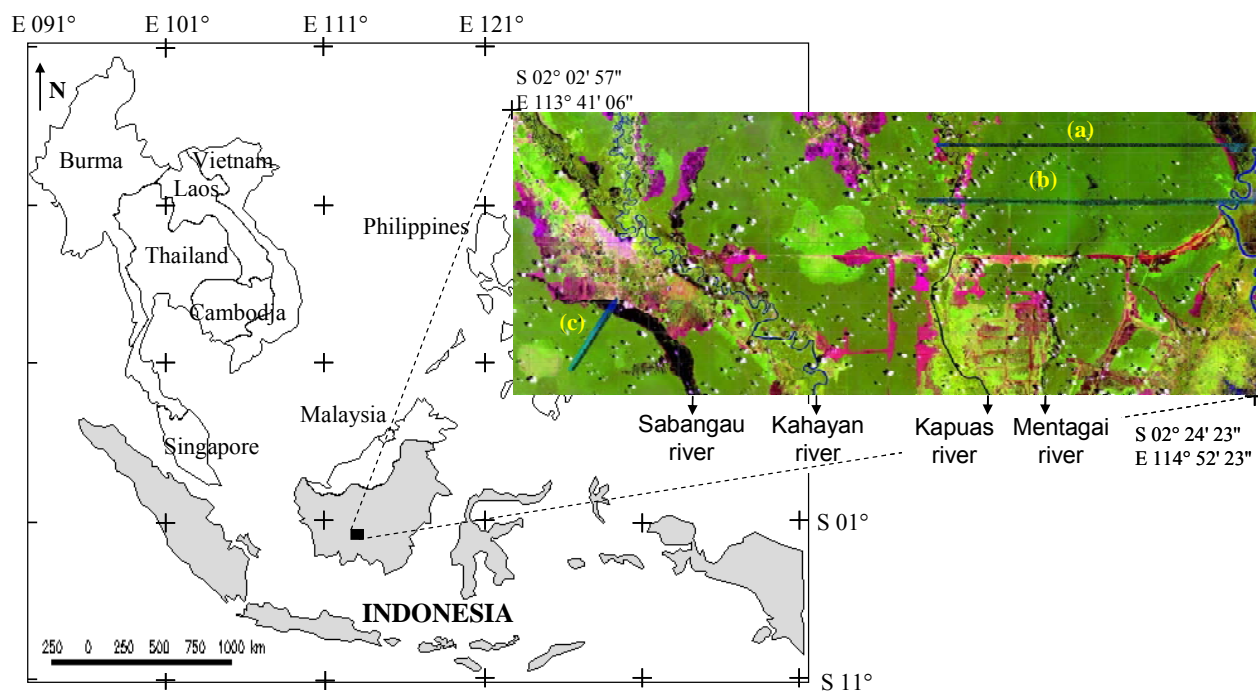 E 091° E 101° E 111° E 121°
S 02° 02' 57"
E 113° 41' 06"
N
(a)
Burma
Vietnam
Laos
(b)
Philippines
Thailand
Cambodja
(c)
Malaysia
Singapore
Sabangau river
Kahayan river
Kapuas river
Mentagai river
S 02° 24' 23"
E 114° 52' 23"
S 01°
INDONESIA
250 0 250 500 750 1000 km
S 11°